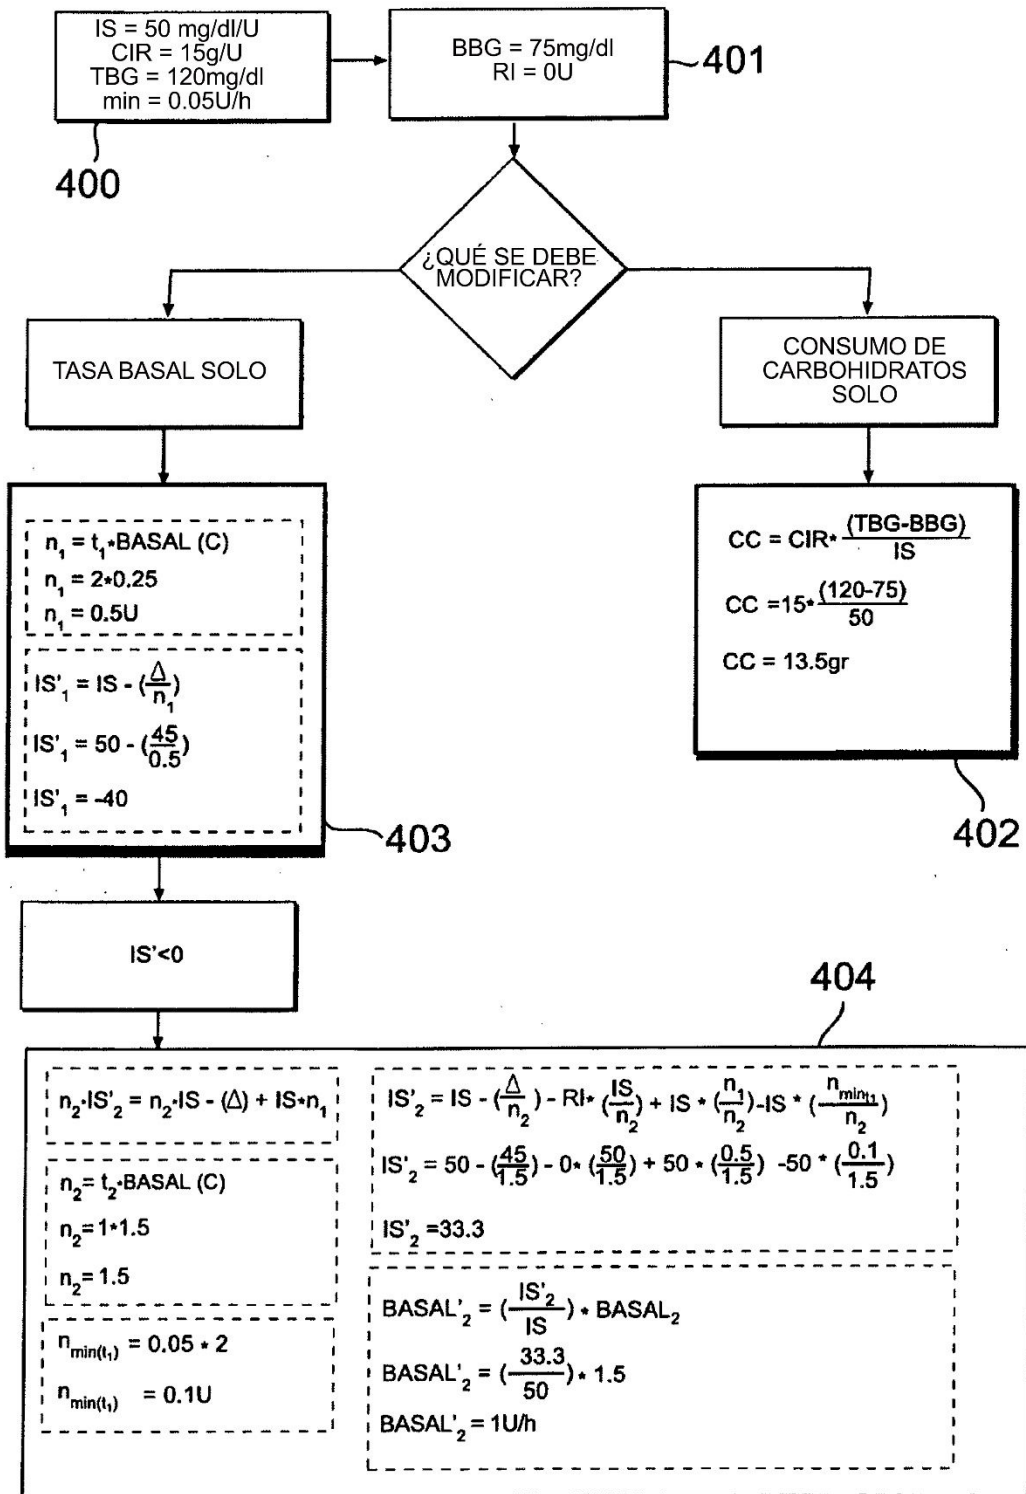 IS = 50 mg/dl/U
CIR = 15g/U
TBG = 120mg/dl
min = 0.05U/h
400
BBG = 75mg/dl
RI = 0U
401
¿QUÉ SE DEBE
MODIFICAR?
TASA BASAL SOLO
CONSUMO DE
CARBOHIDRATOS
SOLO
n₁ = t₁*BASAL (C)
n₁ = 2*0.25
n₁ = 0.5U
IS'₁ = IS - (Δ/n₁)
IS'₁ = 50 - (45/0.5)
IS'₁ = -40
403
CC = CIR* (TBG-BBG)/IS
CC =15* (120-75)/50
CC = 13.5gr
402
IS'<0
404
n₂*IS'₂ = n₂*IS - (Δ) + IS*n₁
n₂= t₂*BASAL (C)
n₂= 1*1.5
n₂ = 1.5
n_min(t₁) = 0.05 * 2
n_min(t₁) = 0.1U
IS'₂ = IS - (Δ/n₂) - RI* (IS/n₂) + IS * (n₁/n₂)-IS * (n_min t₁/n₂)
IS'₂ = 50 - (45/1.5) - 0* (50/1.5) + 50 * (0.5/1.5) -50 * (0.1/1.5)
IS'₂ =33.3
BASAL'₂ = (IS'₂/IS) * BASAL₂
BASAL'₂ = (33.3/50) * 1.5
BASAL'₂ = 1U/h